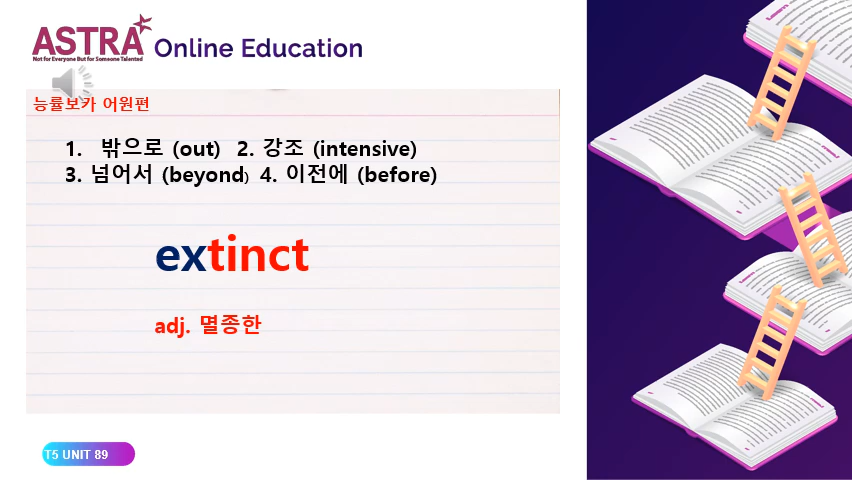 ASTRA Online Education
Not for Everyone But for Someone Talented
능률보카 어원편
1. 밖으로 (out) 2. 강조 (intensive)
3. 넘어서 (beyond) 4. 이전에 (before)
extinct
adj. 멸종한
T5 UNIT 89